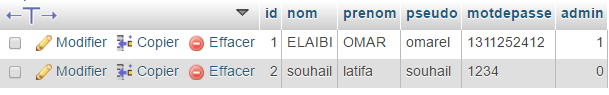 id nom prenom pseudo motdepasse admin
Modifier Copier Effacer 1 ELAIBI OMAR omarel 1311252412 1
Modifier Copier Effacer 2 souhail latifa souhail 1234 0